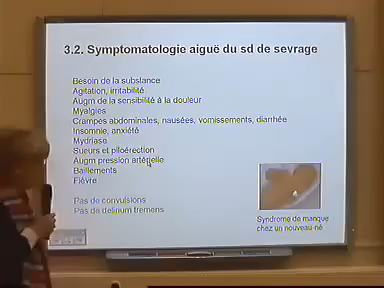 3.2. Symptomatologie aiguë du sd de sevrage
Besoin de la substance
Agitation, irritabilité
Augm de la sensibilité à la douleur
Myalgies
Crampes abdominales, nausées, vomissements, diarrhée
Insomnie, anxiété
Mydriase
Sueurs et piloérection
Augm pression artérielle
Baillements
Fièvre
Pas de convulsions
Pas de delirium tremens
Syndrome de manque
chez un nouveau-né